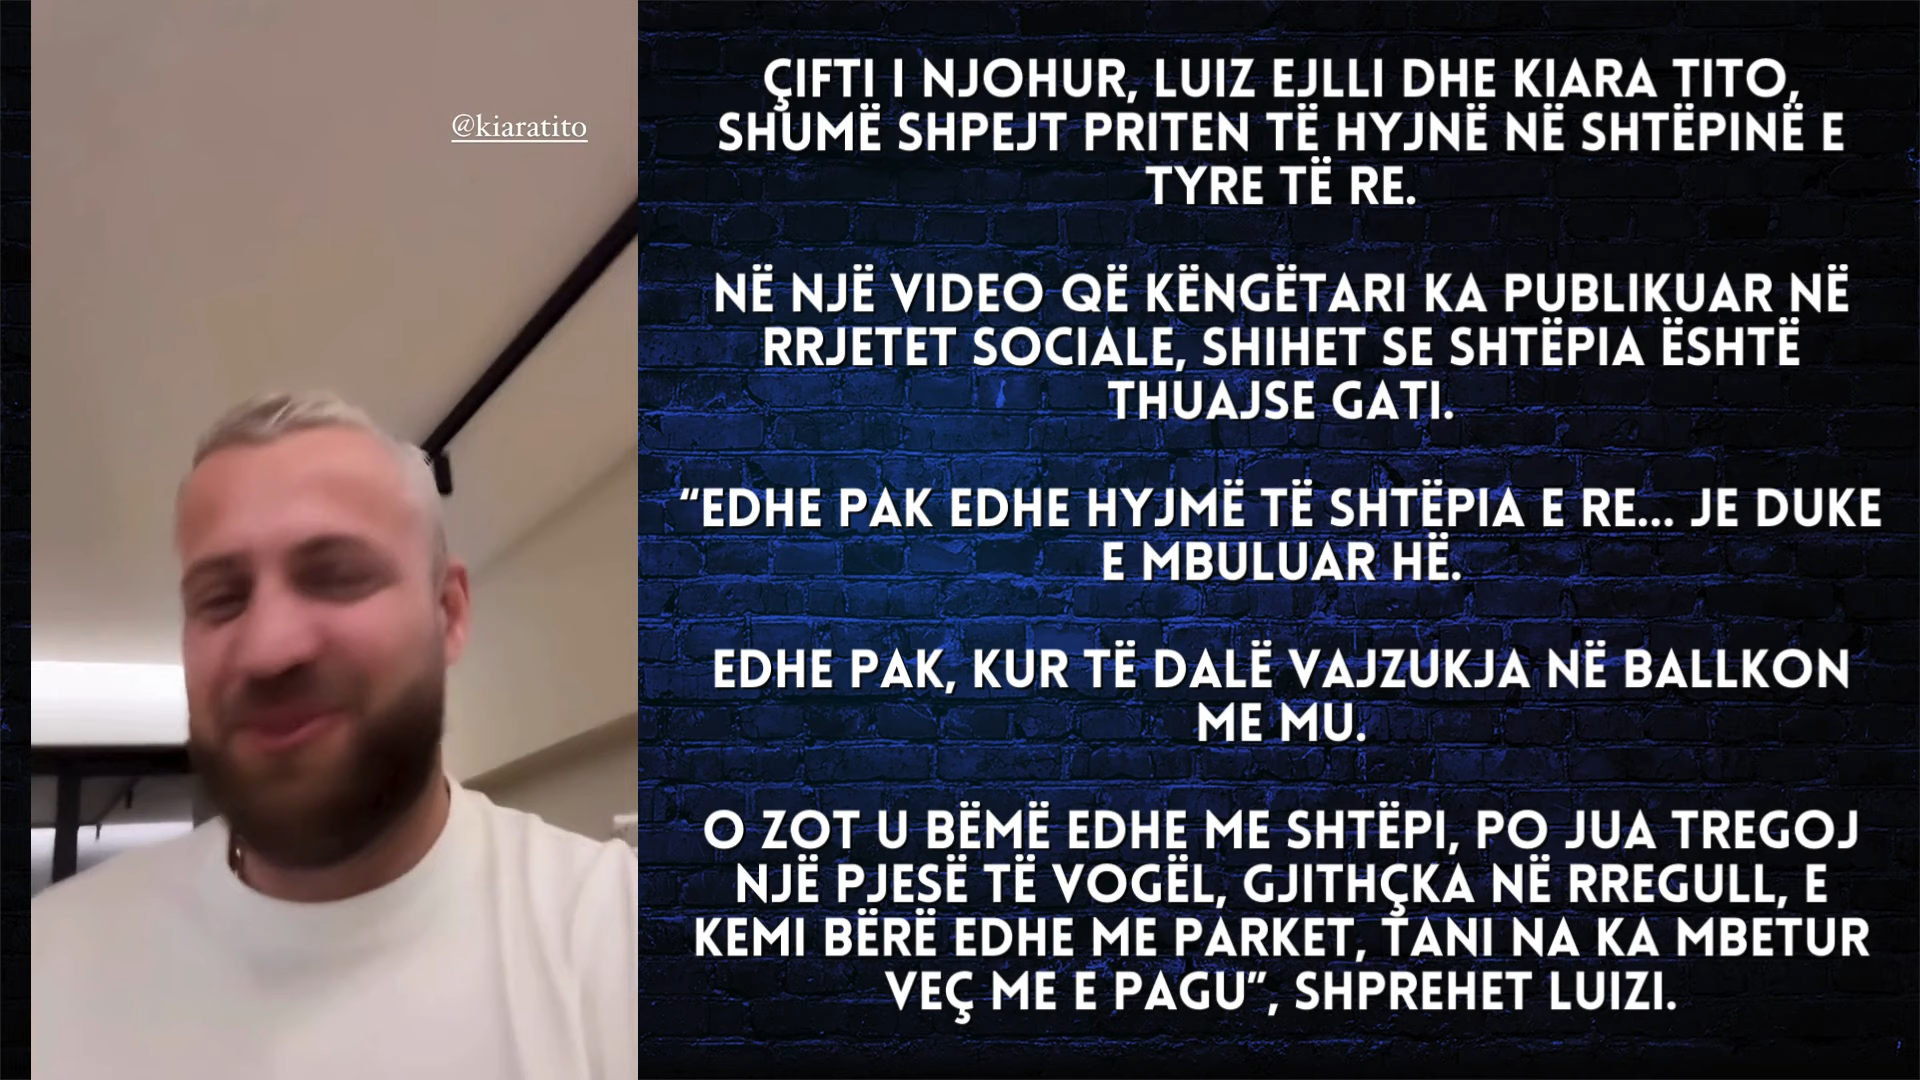 @kiaratito
ÇIFTI I NJOHUR, LUIZ EJLLI DHE KIARA TITO,
SHUMË SHPEJT PRITEN TË HYJNË NË SHTËPINË E
TYRE TË RE.
NË NJË VIDEO QË KËNGËTARI KA PUBLIKUAR NË
RRJETET SOCIALE, SHIHET SE SHTËPIA ËSHTË
THUAJSE GATI.
“EDHE PAK EDHE HYJMË TË SHTËPIA E RE... JE DUKE
E MBULUAR HË.
EDHE PAK, KUR TË DALË VAJZUKJA NË BALLKON
ME MU.
O ZOT U BËMË EDHE ME SHTËPI, PO JUA TREGOJ
NJË PJESË TË VOGËL, GJITHÇKA NË RREGULL, E
KEMI BËRË EDHE ME PARKET, TANI NA KA MBETUR
VEÇ ME E PAGU”, SHPREHET LUIZI.